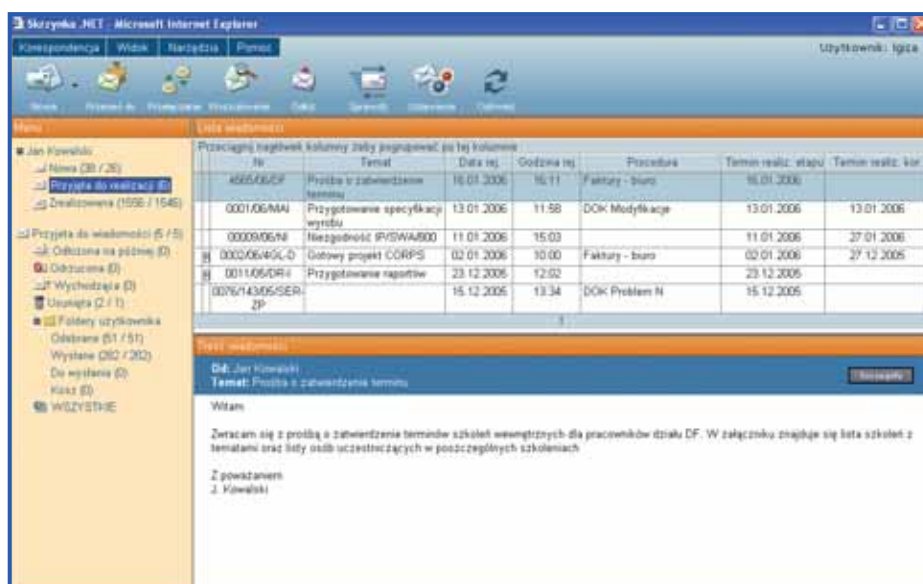 Skrzynka .NET - Microsoft Internet Explorer
Korespondencja Widok Narzędzia Pomoc Użytkownik: lgiza
Menu
Lista wiadomości
Przeciągnij nagłówek kolumny żeby pogrupować po tej kolumnie
Nr Temat Data rej. Godzina rej. Procedura Termin realiz. etapu Termin realiz. kor
4565/06/DF Prośba o zatwierdzenie terminu 16.01.2006 16:11 Faktury - biuro 16.01.2006
0001/06/MAI Przygotowanie specyfikacji wyrobu 13.01.2006 11:58 DOK Modyfikacje 13.01.2006 13.01.2006
00009/06/NI Niezgodność IP/SWA/800 11.01.2006 15:03 11.01.2006 27.01.2006
0002/06/4GL-D Gotowy projekt CORPS 02.01.2006 10:00 Faktury - biuro 02.01.2006 27.12.2005
0011/05/DR-I Przygotowanie raportów 23.12.2005 12:02 23.12.2005
0076/143/05/SER-ZP 15.12.2005 13:34 DOK Problem N 15.12.2005
1
Jan Kowalski
Nowa (38 / 26)
Przyjęta do realizacji (6)
Zrealizowana (1556 / 1546)
Przyjęta do wiadomości (5 / 5)
Odłożona na później (0)
Odrzucona (0)
Wychodząca (0)
Usunięta (2 / 1)
Foldery użytkownika
Odebrane (51 / 51)
Wysłane (262 / 262)
Do wysłania (0)
Kosz (0)
WSZYSTKIE
Treść wiadomości
Od: Jan Kowalski
Temat: Prośba o zatwierdzenie terminu
Szczegóły
Witam
Zwracam się z prośbą o zatwierdzenie terminów szkoleń wewnętrznych dla pracowników działu DF. W załączniku znajduje się lista szkoleń z
tematami oraz listy osób uczestniczących w poszczególnych szkoleniach
Z poważaniem
J. Kowalski